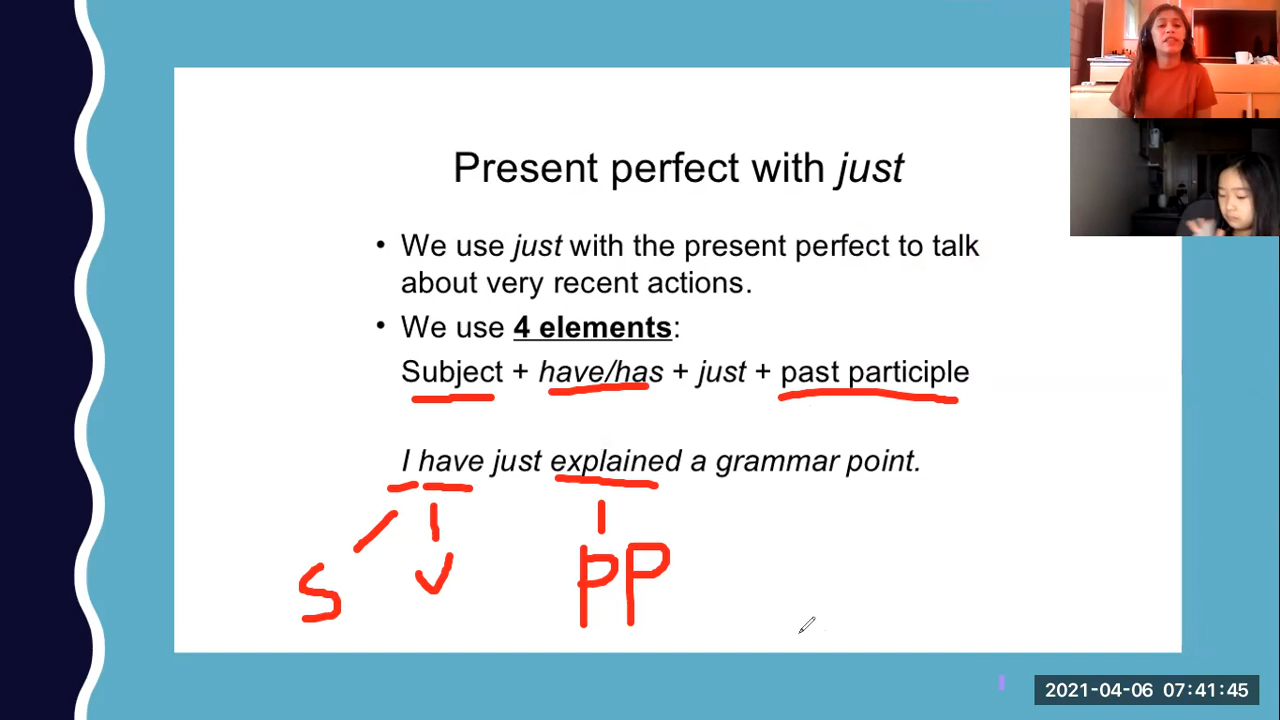 Present perfect with just
• We use just with the present perfect to talk
about very recent actions.
• We use 4 elements:
Subject + have/has + just + past participle
I have just explained a grammar point.
S V PP
2021-04-06 07:41:45